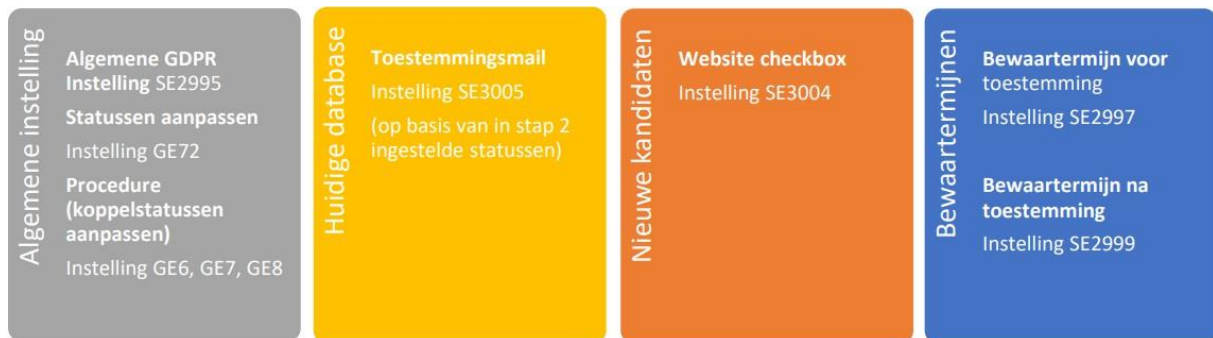 Algemene instelling
Algemene GDPR
Instelling SE2995
Statussen aanpassen
Instelling GE72
Procedure
(koppelstatussen
aanpassen)
Instelling GE6, GE7, GE8
Huidige database
Toestemmingsmail
Instelling SE3005
(op basis van in stap 2
ingestelde statussen)
Nieuwe kandidaten
Website checkbox
Instelling SE3004
Bewaartermijnen
Bewaartermijn voor
toestemming
Instelling SE2997
Bewaartermijn na
toestemming
Instelling SE2999